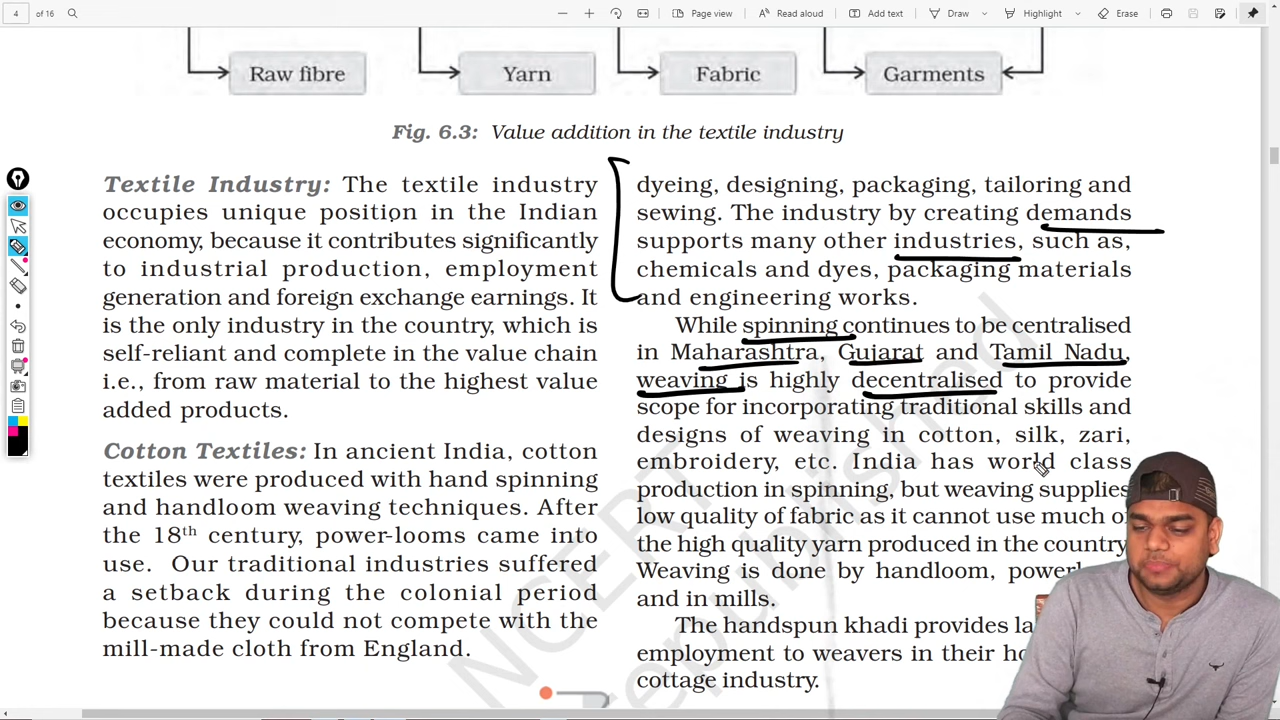 4 of 16 Page view Read aloud Add text Draw Highlight Erase
Raw fibre Yarn Fabric Garments
Fig. 6.3: Value addition in the textile industry
Textile Industry: The textile industry
occupies unique position in the Indian
economy, because it contributes significantly
to industrial production, employment
generation and foreign exchange earnings. It
is the only industry in the country, which is
self-reliant and complete in the value chain
i.e., from raw material to the highest value
added products.
Cotton Textiles: In ancient India, cotton
textiles were produced with hand spinning
and handloom weaving techniques. After
the 18th century, power-looms came into
use. Our traditional industries suffered
a setback during the colonial period
because they could not compete with the
mill-made cloth from England.
dyeing, designing, packaging, tailoring and
sewing. The industry by creating demands
supports many other industries, such as,
chemicals and dyes, packaging materials
and engineering works.
While spinning continues to be centralised
in Maharashtra, Gujarat and Tamil Nadu,
weaving is highly decentralised to provide
scope for incorporating traditional skills and
designs of weaving in cotton, silk, zari,
embroidery, etc. India has world class
production in spinning, but weaving supplies
low quality of fabric as it cannot use much
the high quality yarn produced in the country
Weaving is done by handloom,
and in mills.
The handspun khadi provides
employment to weavers in their
cottage industry.
NCERT
republished